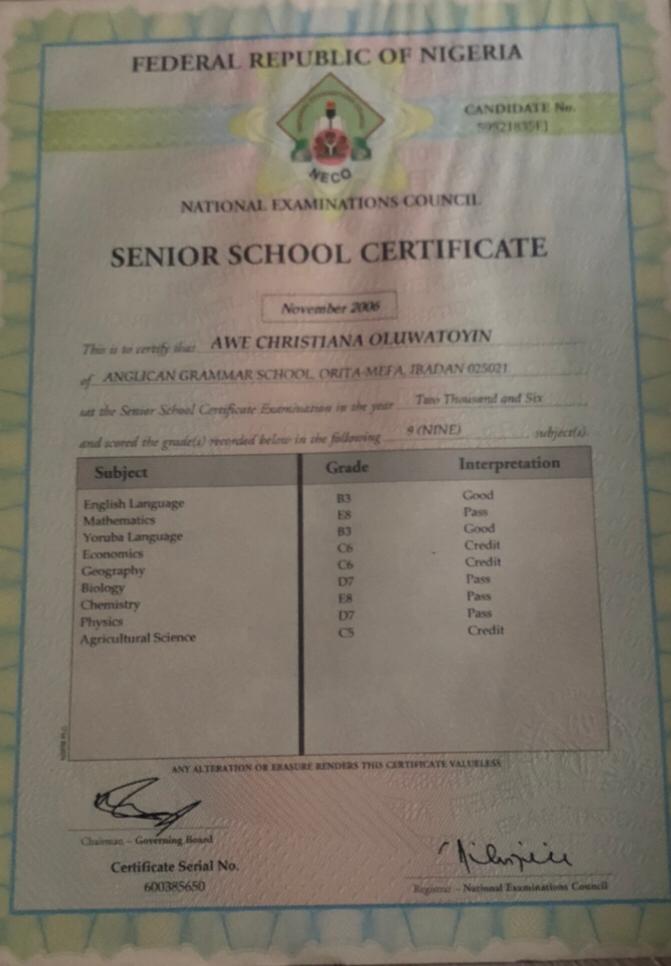 FEDERAL REPUBLIC OF NIGERIA
CANDIDATE No.
NECO
NATIONAL EXAMINATIONS COUNCIL
SENIOR SCHOOL CERTIFICATE
November 2006
This is to certify that AWE CHRISTIANA OLUWATOYIN
of ANGLICAN GRAMMAR SCHOOL, ORITA-MEFA, IBADAN 025021
sat the Senior School Certificate Examination in the year Two Thousand and Six
and scored the grade(s) recorded below in the following 9 (NINE) subject(s).
Subject Grade Interpretation
English Language B3 Good
Mathematics E8 Pass
Yoruba Language B3 Good
Economics C6 Credit
Geography C6 Credit
Biology D7 Pass
Chemistry E8 Pass
Physics D7 Pass
Agricultural Science C5 Credit
ANY ALTERATION OR ERASURE RENDERS THIS CERTIFICATE VALUELESS
Chairman – Governing Board
Certificate Serial No.
600385650
Registrar – National Examinations Council